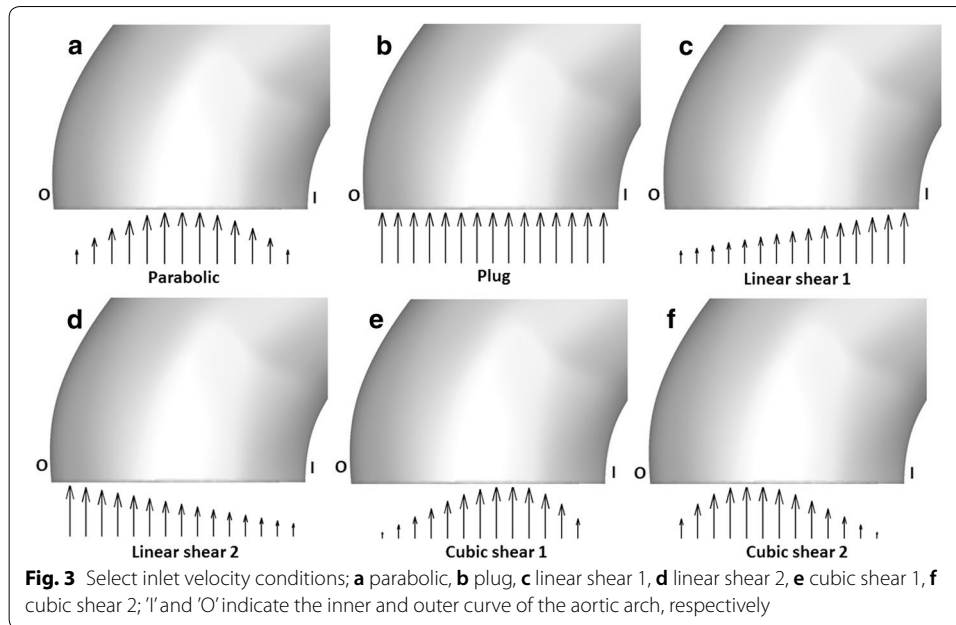 a
b
c
O I
O I
O I
Parabolic
Plug
Linear shear 1
d
e
f
O I
O I
O I
Linear shear 2
Cubic shear 1
Cubic shear 2
Fig. 3 Select inlet velocity conditions; a parabolic, b plug, c linear shear 1, d linear shear 2, e cubic shear 1, f
cubic shear 2; 'I' and 'O' indicate the inner and outer curve of the aortic arch, respectively